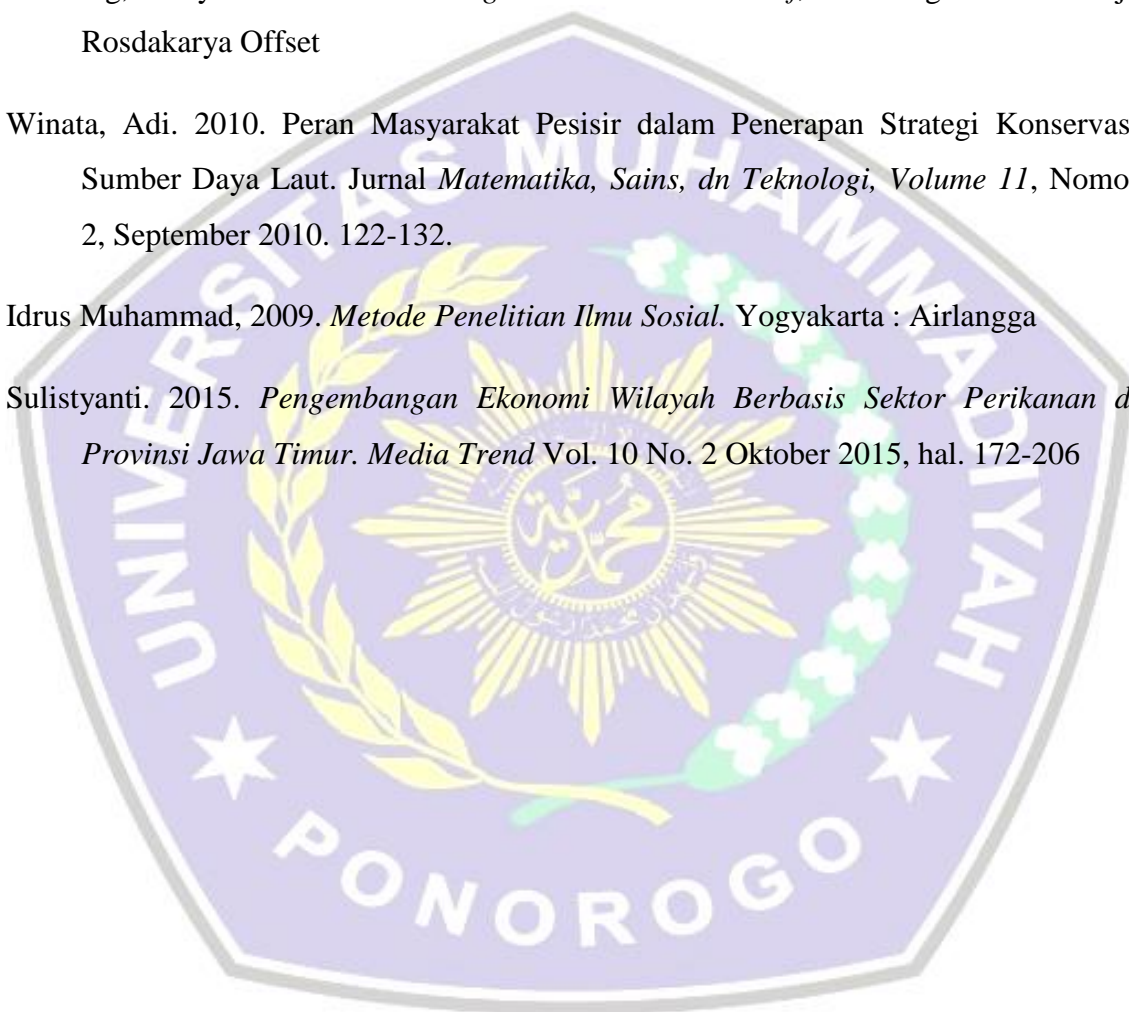 Rosdakarya Offset
Winata, Adi. 2010. Peran Masyarakat Pesisir dalam Penerapan Strategi Konservas
Sumber Daya Laut. Jurnal Matematika, Sains, dn Teknologi, Volume 11, Nomo
2, September 2010. 122-132.
Idrus Muhammad, 2009. Metode Penelitian Ilmu Sosial. Yogyakarta : Airlangga
Sulistyanti. 2015. Pengembangan Ekonomi Wilayah Berbasis Sektor Perikanan d
Provinsi Jawa Timur. Media Trend Vol. 10 No. 2 Oktober 2015, hal. 172-206
UNIVERSITAS MUHAMMADIYAH
PONOROGO
محمدية